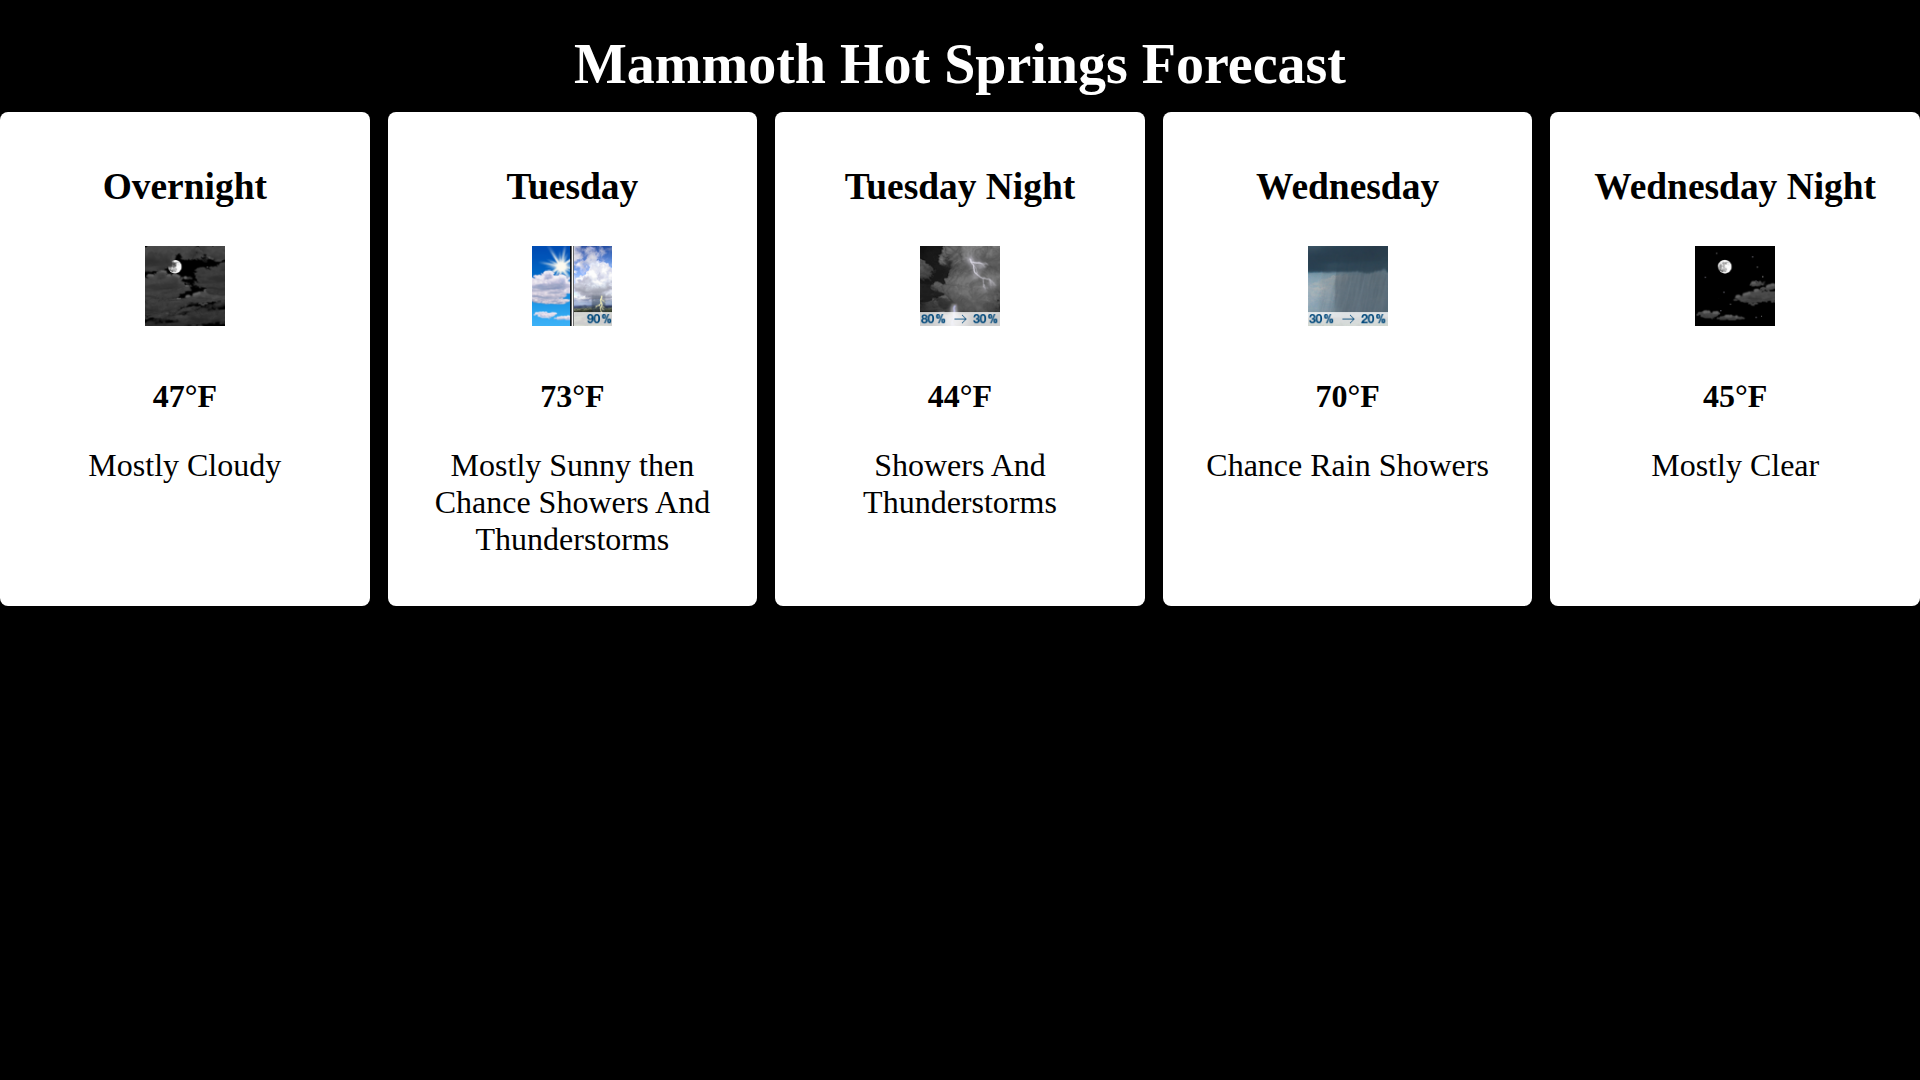 Mammoth Hot Springs Forecast
Overnight
47°F
Mostly Cloudy
Tuesday
90%
73°F
Mostly Sunny then
Chance Showers And
Thunderstorms
Tuesday Night
80% → 30%
44°F
Showers And
Thunderstorms
Wednesday
30% → 20%
70°F
Chance Rain Showers
Wednesday Night
45°F
Mostly Clear